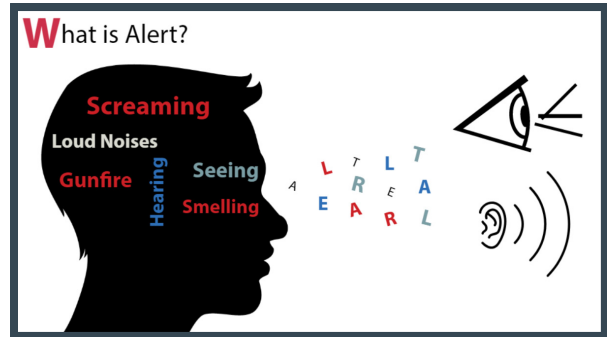 What is Alert?
Screaming
Loud Noises
Gunfire
Hearing
Seeing
Smelling
A L T L T
R E A
E A R L